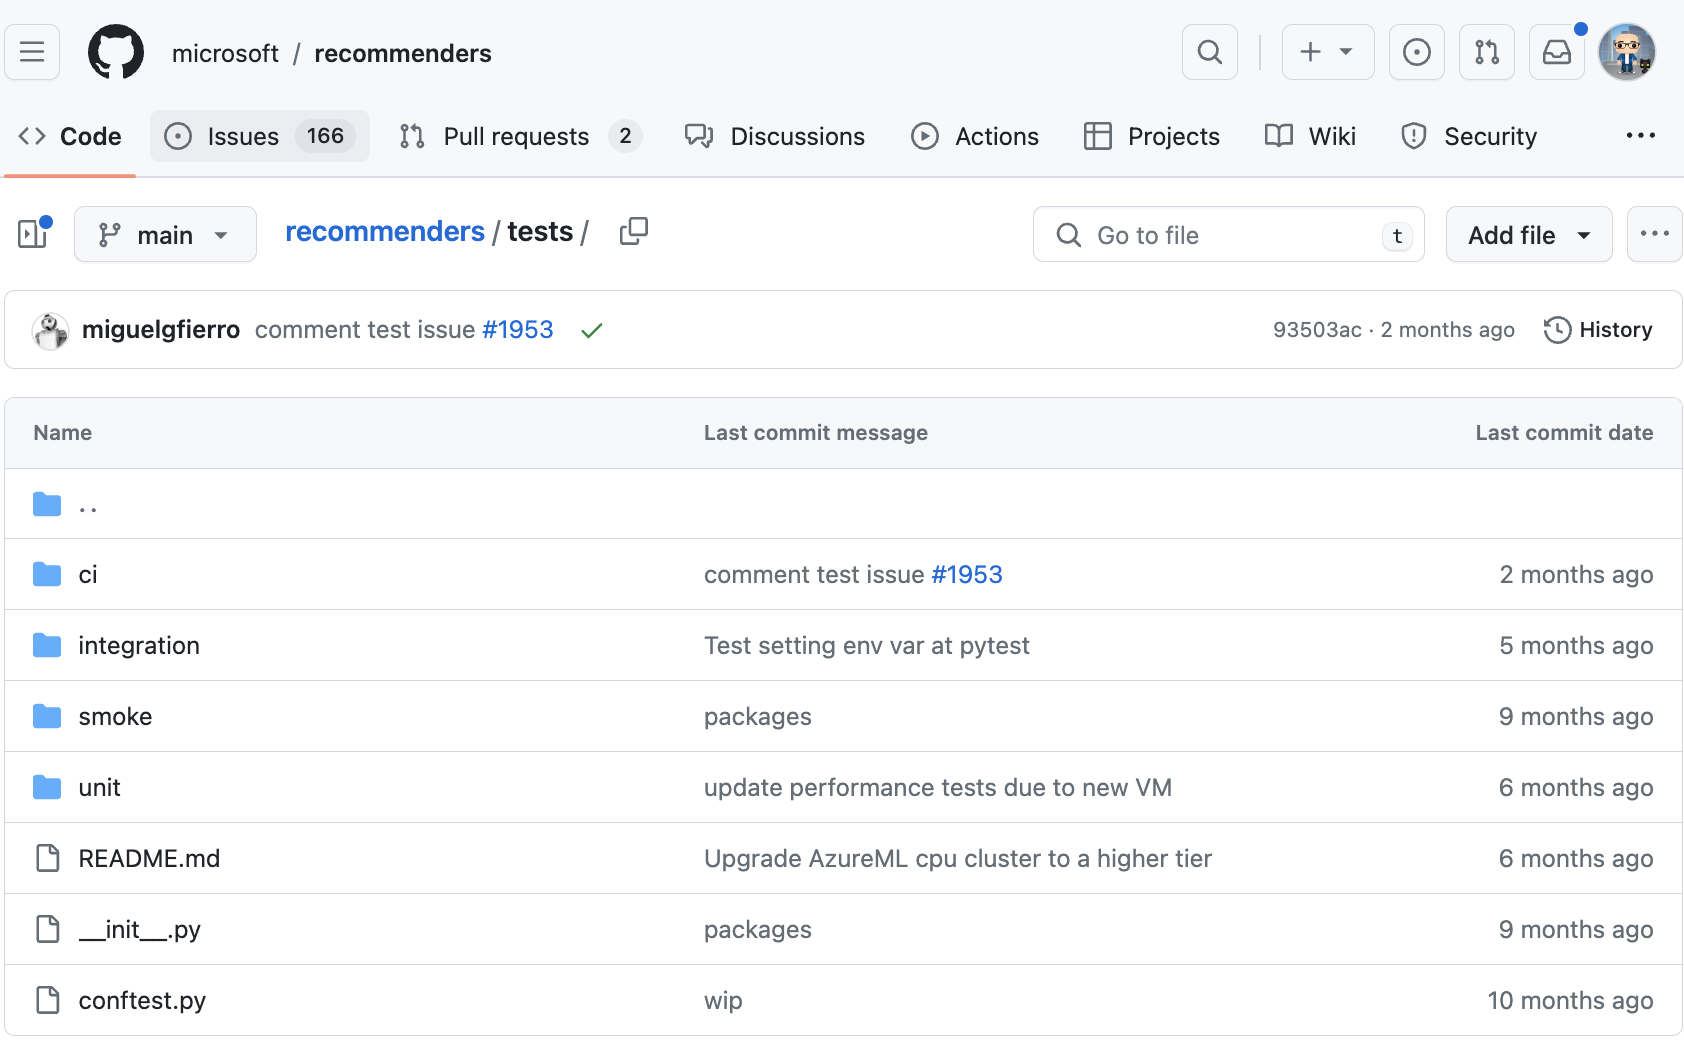 microsoft / recommenders
Code Issues 166 Pull requests 2 Discussions Actions Projects Wiki Security
main recommenders / tests / Go to file t Add file
miguelgfierro comment test issue #1953 93503ac · 2 months ago History
Name Last commit message Last commit date
..
ci comment test issue #1953 2 months ago
integration Test setting env var at pytest 5 months ago
smoke packages 9 months ago
unit update performance tests due to new VM 6 months ago
README.md Upgrade AzureML cpu cluster to a higher tier 6 months ago
__init__.py packages 9 months ago
conftest.py wip 10 months ago